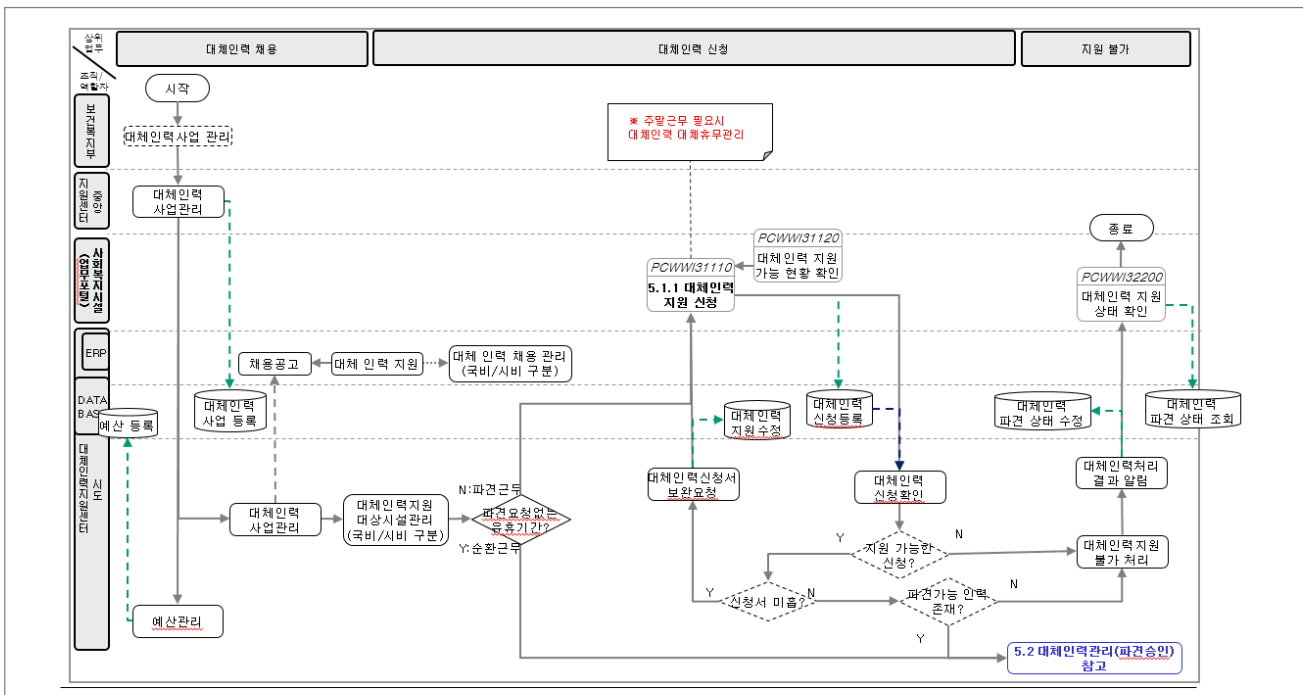 상위
업무
조직/
역할자
대체인력 채용
대체인력 신청
지원 불가
보건복지부
시작
대체인력사업 관리
※ 주말근무 필요시
대체인력 대체휴무관리
중앙
지원센터
대체인력
사업관리
사회복지시설
(업무포털)
PCWWI31110
5.1.1 대체인력
지원 신청
PCWWI31120
대체인력 지원
가능 현황 확인
종료
PCWWI32200
대체인력 지원
상태 확인
ERP
채용공고
대체 인력 지원
대체 인력 채용 관리
(국비/시비 구분)
DATA
BASE
예산 등록
대체인력
사업 등록
대체인력
지원수정
대체인력
신청등록
대체인력
파견 상태 수정
대체인력
파견 상태 조회
시도
대체인력지원센터
대체인력
사업관리
대체인력지원
대상시설관리
(국비/시비 구분)
N:파견근무
파견요청없는
유휴기간?
Y:순환근무
대체인력신청서
보완요청
대체인력
신청확인
대체인력처리
결과 알림
Y
지원 가능한
신청?
N
대체인력지원
불가 처리
Y
신청서 미흡?
N
파견가능 인력
존재?
N
Y
예산관리
5.2 대체인력관리(파견승인)
참고